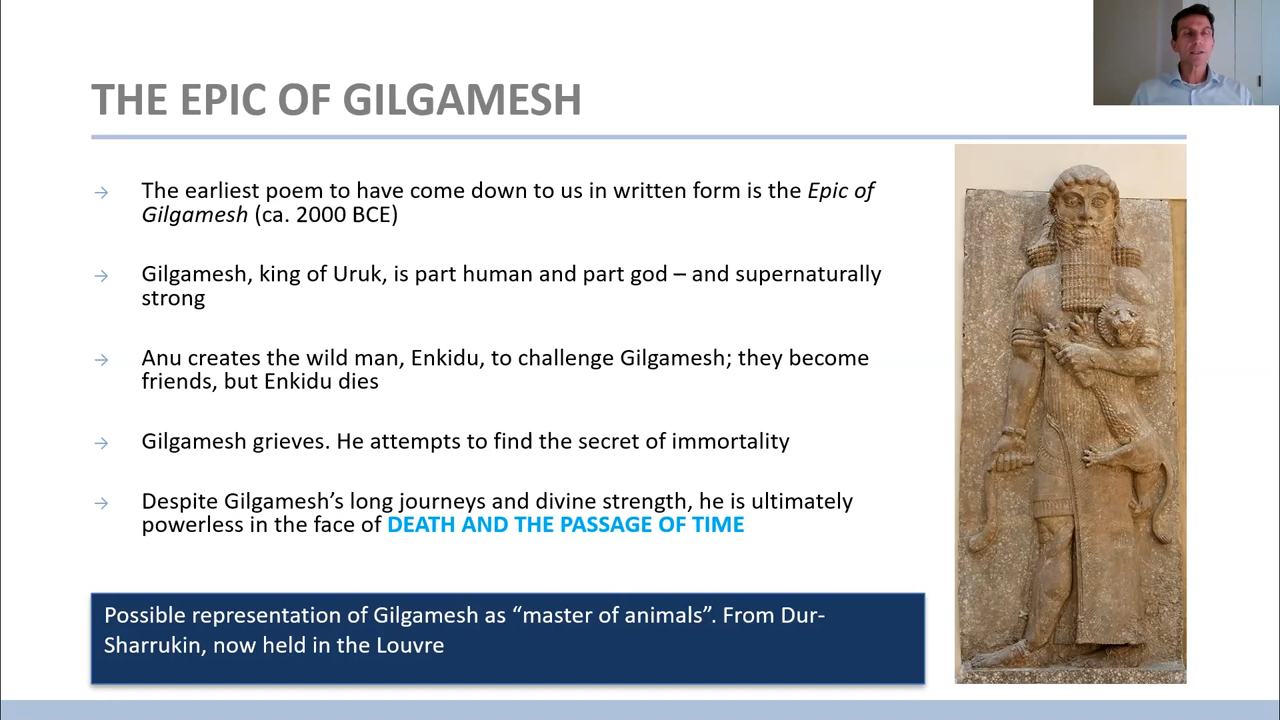 THE EPIC OF GILGAMESH
→ The earliest poem to have come down to us in written form is the Epic of
Gilgamesh (ca. 2000 BCE)
→ Gilgamesh, king of Uruk, is part human and part god – and supernaturally
strong
→ Anu creates the wild man, Enkidu, to challenge Gilgamesh; they become
friends, but Enkidu dies
→ Gilgamesh grieves. He attempts to find the secret of immortality
→ Despite Gilgamesh’s long journeys and divine strength, he is ultimately
powerless in the face of DEATH AND THE PASSAGE OF TIME
Possible representation of Gilgamesh as “master of animals”. From Dur-
Sharrukin, now held in the Louvre